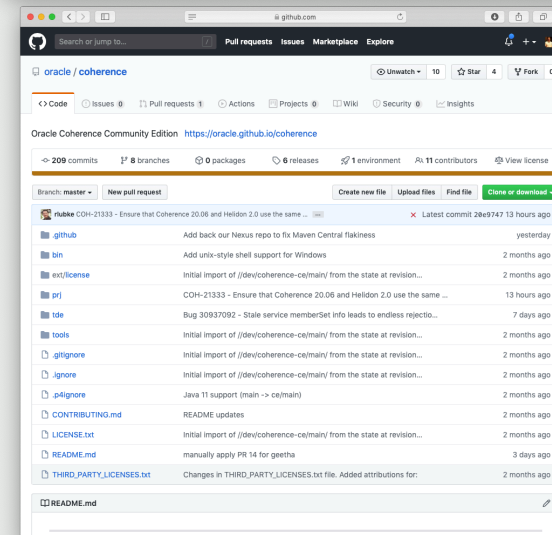 github.com
Search or jump to... / Pull requests Issues Marketplace Explore
oracle / coherence
Unwatch 10 Star 4 Fork
Code Issues 0 Pull requests 1 Actions Projects 0 Wiki Security 0 Insights
Oracle Coherence Community Edition https://oracle.github.io/coherence
209 commits 8 branches 0 packages 6 releases 1 environment 11 contributors View license
Branch: master New pull request Create new file Upload files Find file Clone or download
rlubke COH-21333 - Ensure that Coherence 20.06 and Helidon 2.0 use the same ... Latest commit 20e9747 13 hours ago
.github Add back our Nexus repo to fix Maven Central flakiness yesterday
bin Add unix-style shell support for Windows 2 months ago
ext/license Initial import of //dev/coherence-ce/main/ from the state at revision... 2 months ago
prj COH-21333 - Ensure that Coherence 20.06 and Helidon 2.0 use the same ... 13 hours ago
tde Bug 30937092 - Stale service memberSet info leads to endless rejectio... 7 days ago
tools Initial import of //dev/coherence-ce/main/ from the state at revision... 2 months ago
.gitignore Initial import of //dev/coherence-ce/main/ from the state at revision... 2 months ago
.ignore Initial import of //dev/coherence-ce/main/ from the state at revision... 2 months ago
.p4ignore Java 11 support (main -> ce/main) 2 months ago
CONTRIBUTING.md README updates 2 months ago
LICENSE.txt Initial import of //dev/coherence-ce/main/ from the state at revision... 2 months ago
README.md manually apply PR 14 for geetha 3 days ago
THIRD_PARTY_LICENSES.txt Changes in THIRD_PARTY_LICENSES.txt file. Added attributions for: 2 months ago
README.md